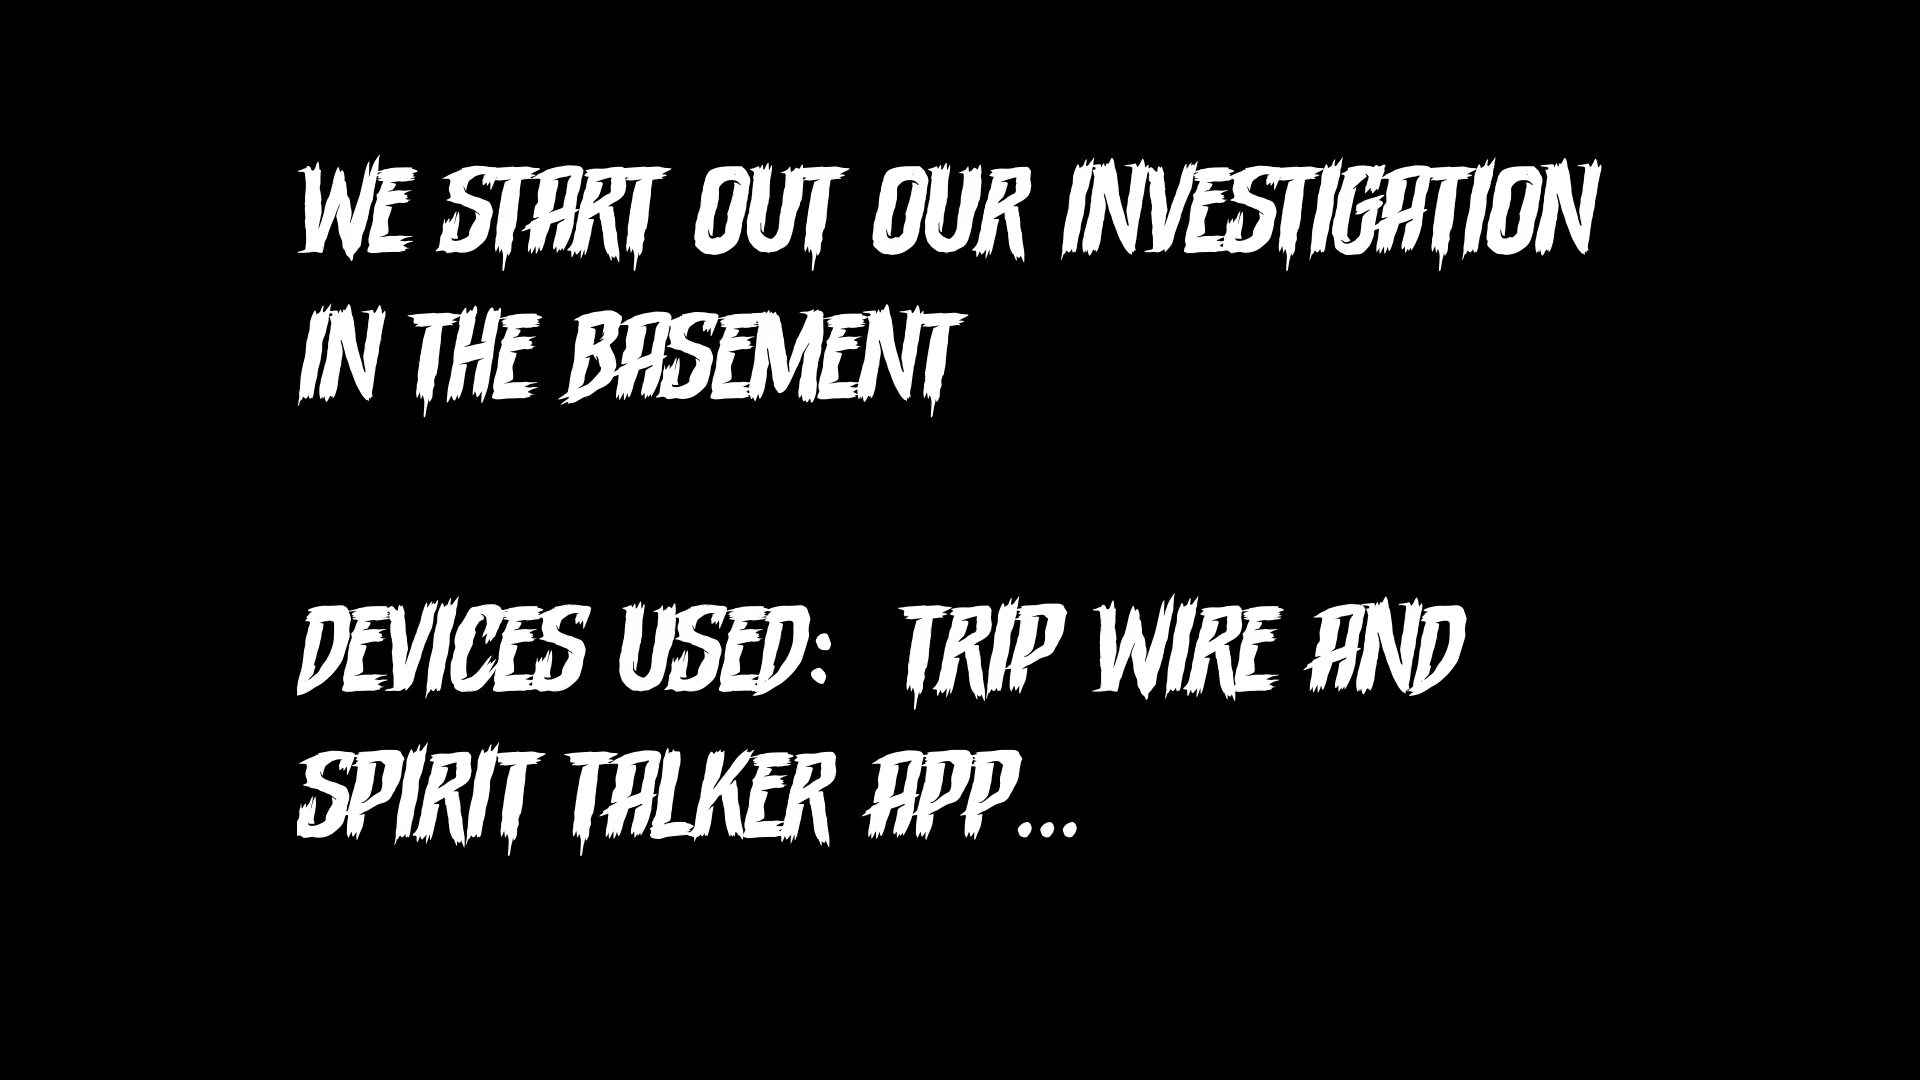 WE START OUT OUR INVESTIGATION
IN THE BASEMENT
DEVICES USED:  TRIP WIRE AND
SPIRIT TALKER APP...